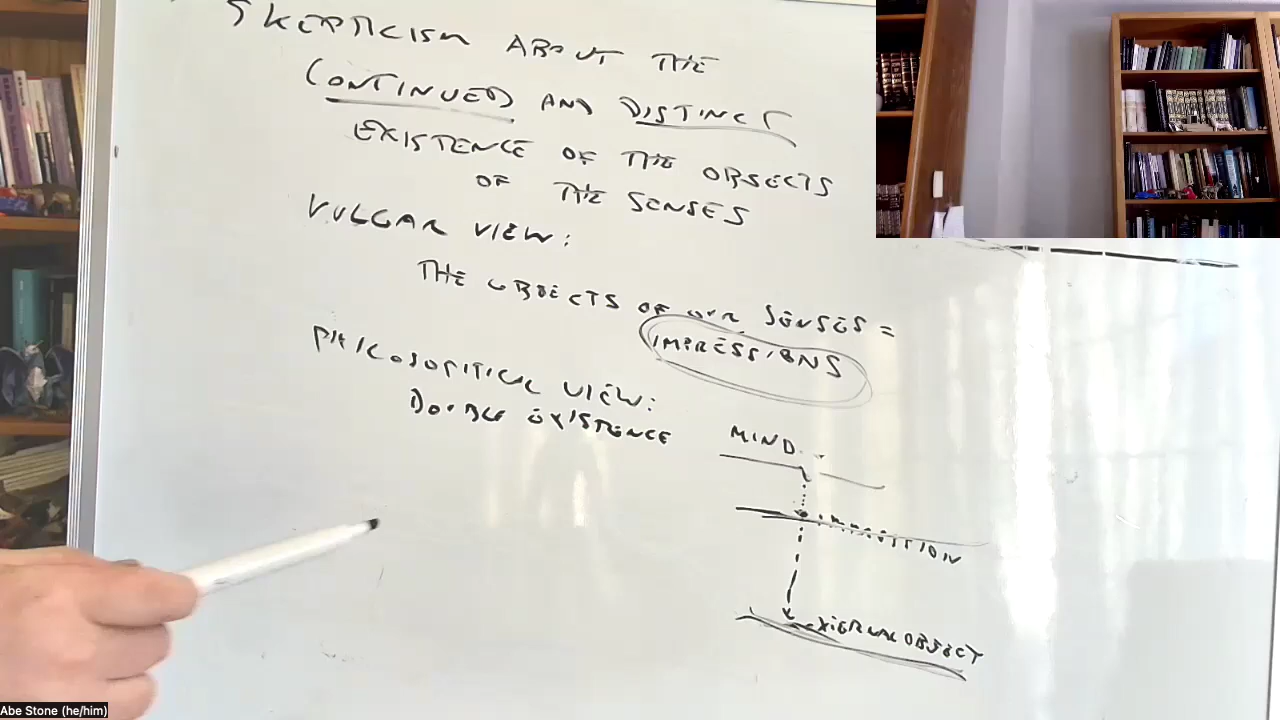 SKEPTICISM ABOUT THE
CONTINUED AND DISTINCT
EXISTENCE OF THE OBJECTS
OF THE SENSES
VULGAR VIEW:
THE OBJECTS OF OUR SENSES =
IMPRESSIONS
PHILOSOPHICAL VIEW:
DOUBLE EXISTENCE
MIND
EXTERNAL OBJECT
Abe Stone (he/him)